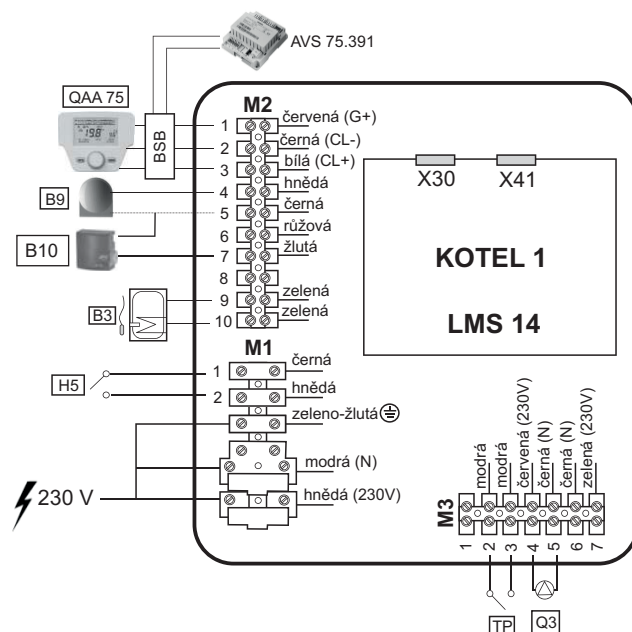 AVS 75.391
QAA 75
BSB
B9
B10
B3
H5
230 V
M2
1 červená (G+)
2 černá (CL-)
3 bílá (CL+)
4 hnědá
5 černá
6 růžová
7 žlutá
8
9 zelená
10 zelená
M1
1 černá
2 hnědá
zeleno-žlutá
modrá (N)
hnědá (230V)
X30 X41
KOTEL 1
LMS 14
M3
modrá
modrá
červená (230V)
černá (N)
černá (N)
zelená (230V)
1 2 3 4 5 6 7
TP Q3